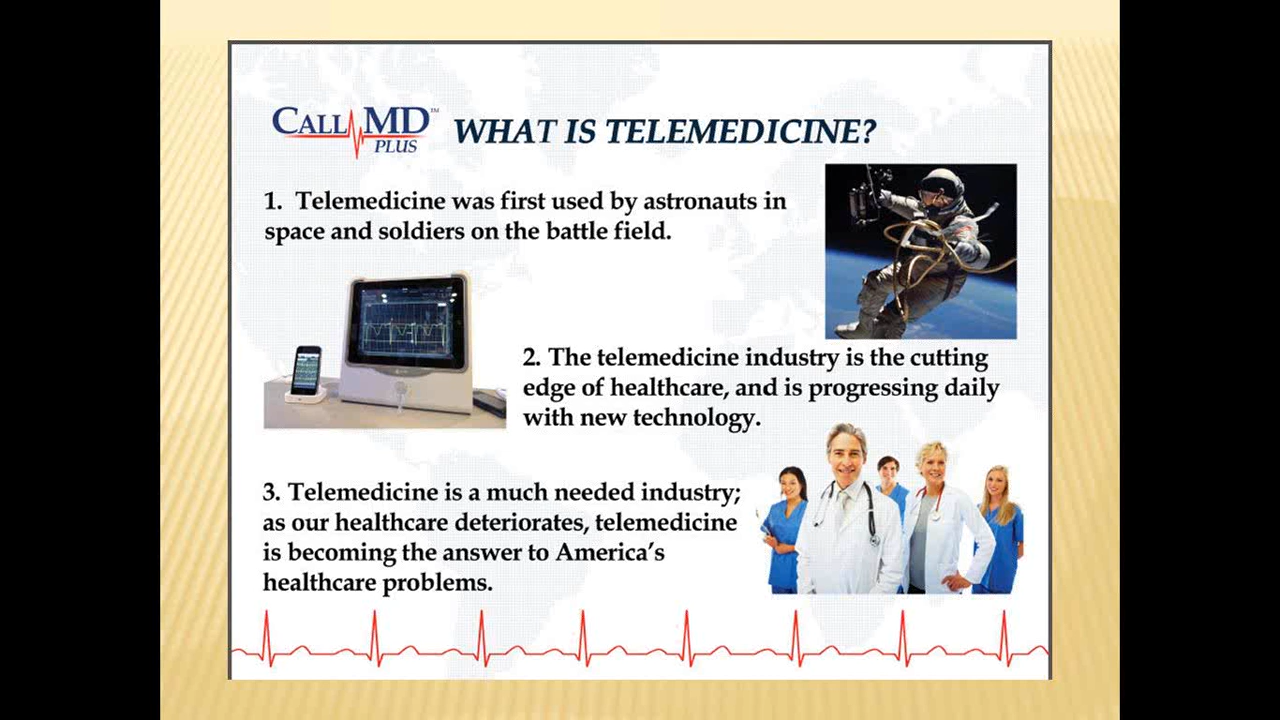 CALL MD™
PLUS
WHAT IS TELEMEDICINE?
1. Telemedicine was first used by astronauts in
space and soldiers on the battle field.
2. The telemedicine industry is the cutting
edge of healthcare, and is progressing daily
with new technology.
3. Telemedicine is a much needed industry;
as our healthcare deteriorates, telemedicine
is becoming the answer to America's
healthcare problems.